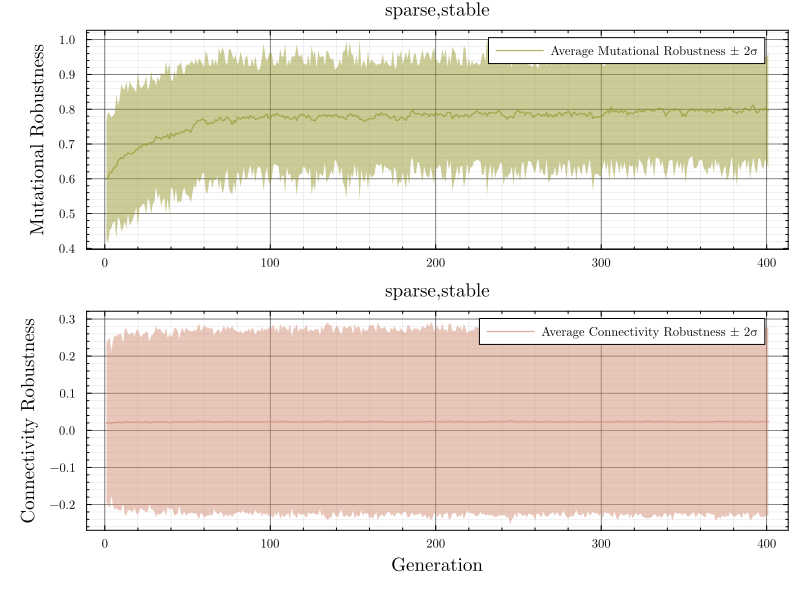 sparse,stable
Mutational Robustness
1.0
0.9
0.8
0.7
0.6
0.5
0.4
Average Mutational Robustness ± 2σ
0 100 200 300 400
sparse,stable
Connectivity Robustness
0.3
0.2
0.1
0.0
−0.1
−0.2
Average Connectivity Robustness ± 2σ
0 100 200 300 400
Generation